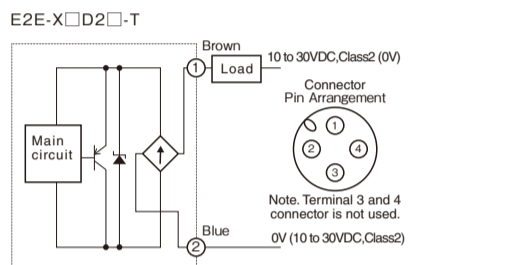 E2E-X□D2□-T
Brown
1
Load
10 to 30VDC,Class2 (0V)
Connector
Pin Arrangement
1
2
4
3
Main
circuit
Note. Terminal 3 and 4
connector is not used.
Blue
2
0V (10 to 30VDC,Class2)